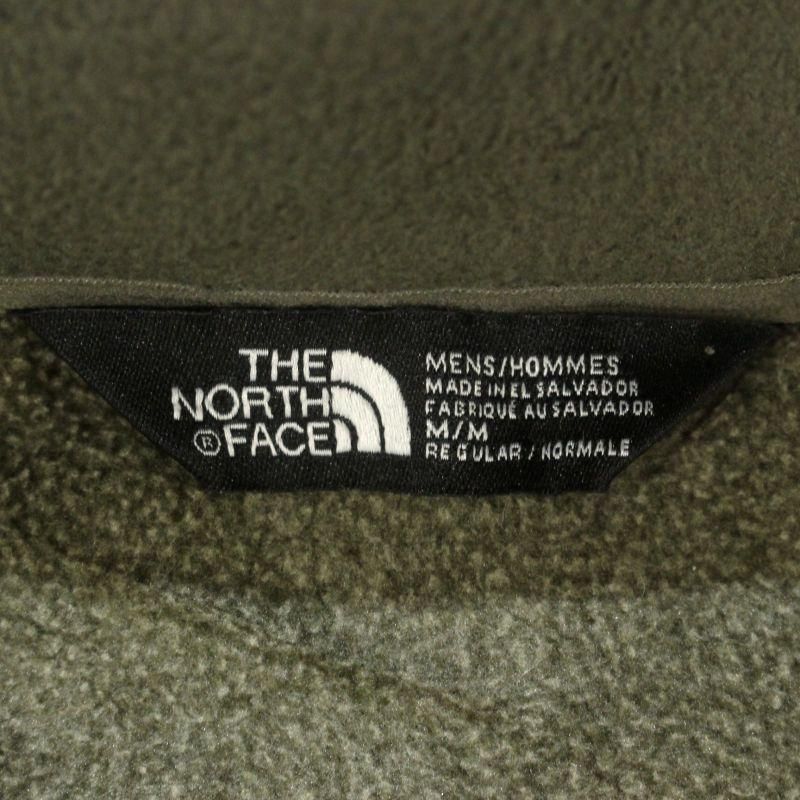 THE
NORTH
® FACE
MENS/HOMMES
MADE IN EL SALVADOR
FABRIQUÉ AU SALVADOR
M/M
REGULAR / NORMALE